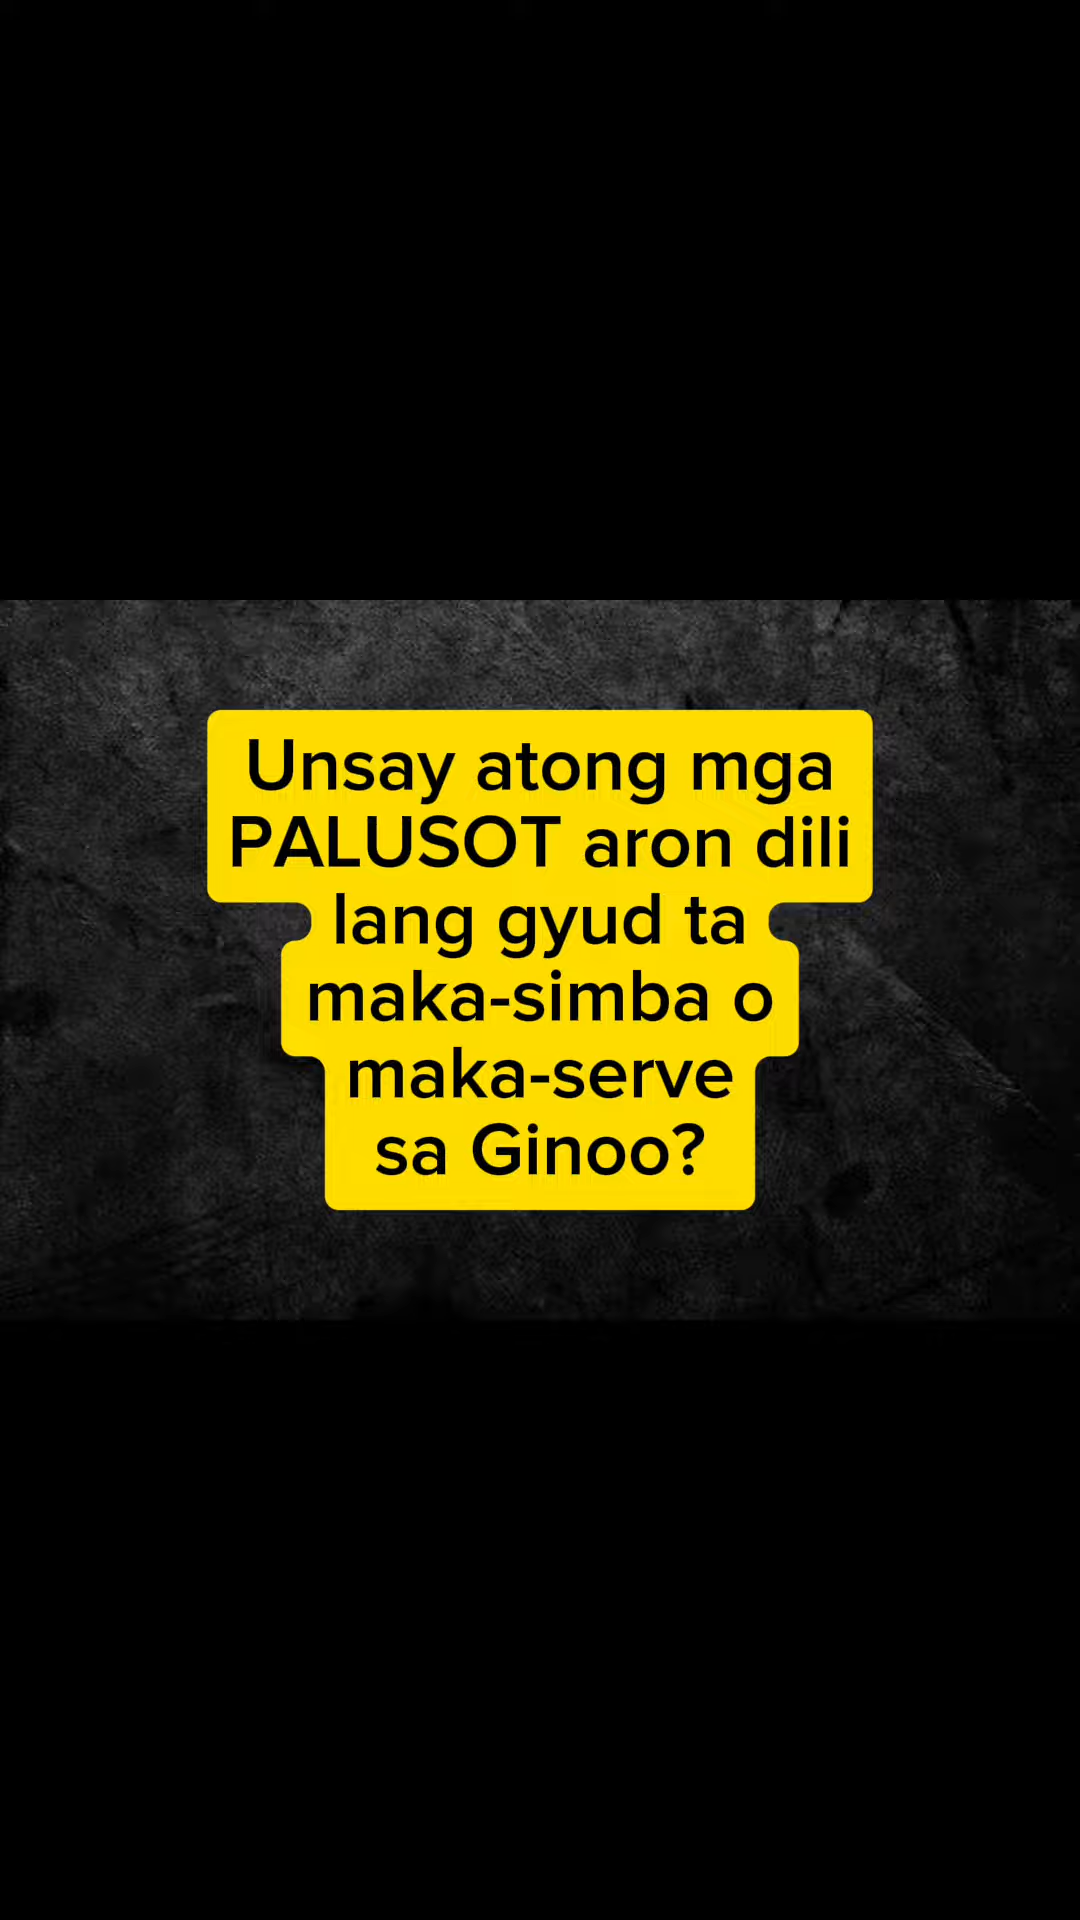 Unsay atong mga
PALUSOT aron dili
lang gyud ta
maka-simba o
maka-serve
sa Ginoo?